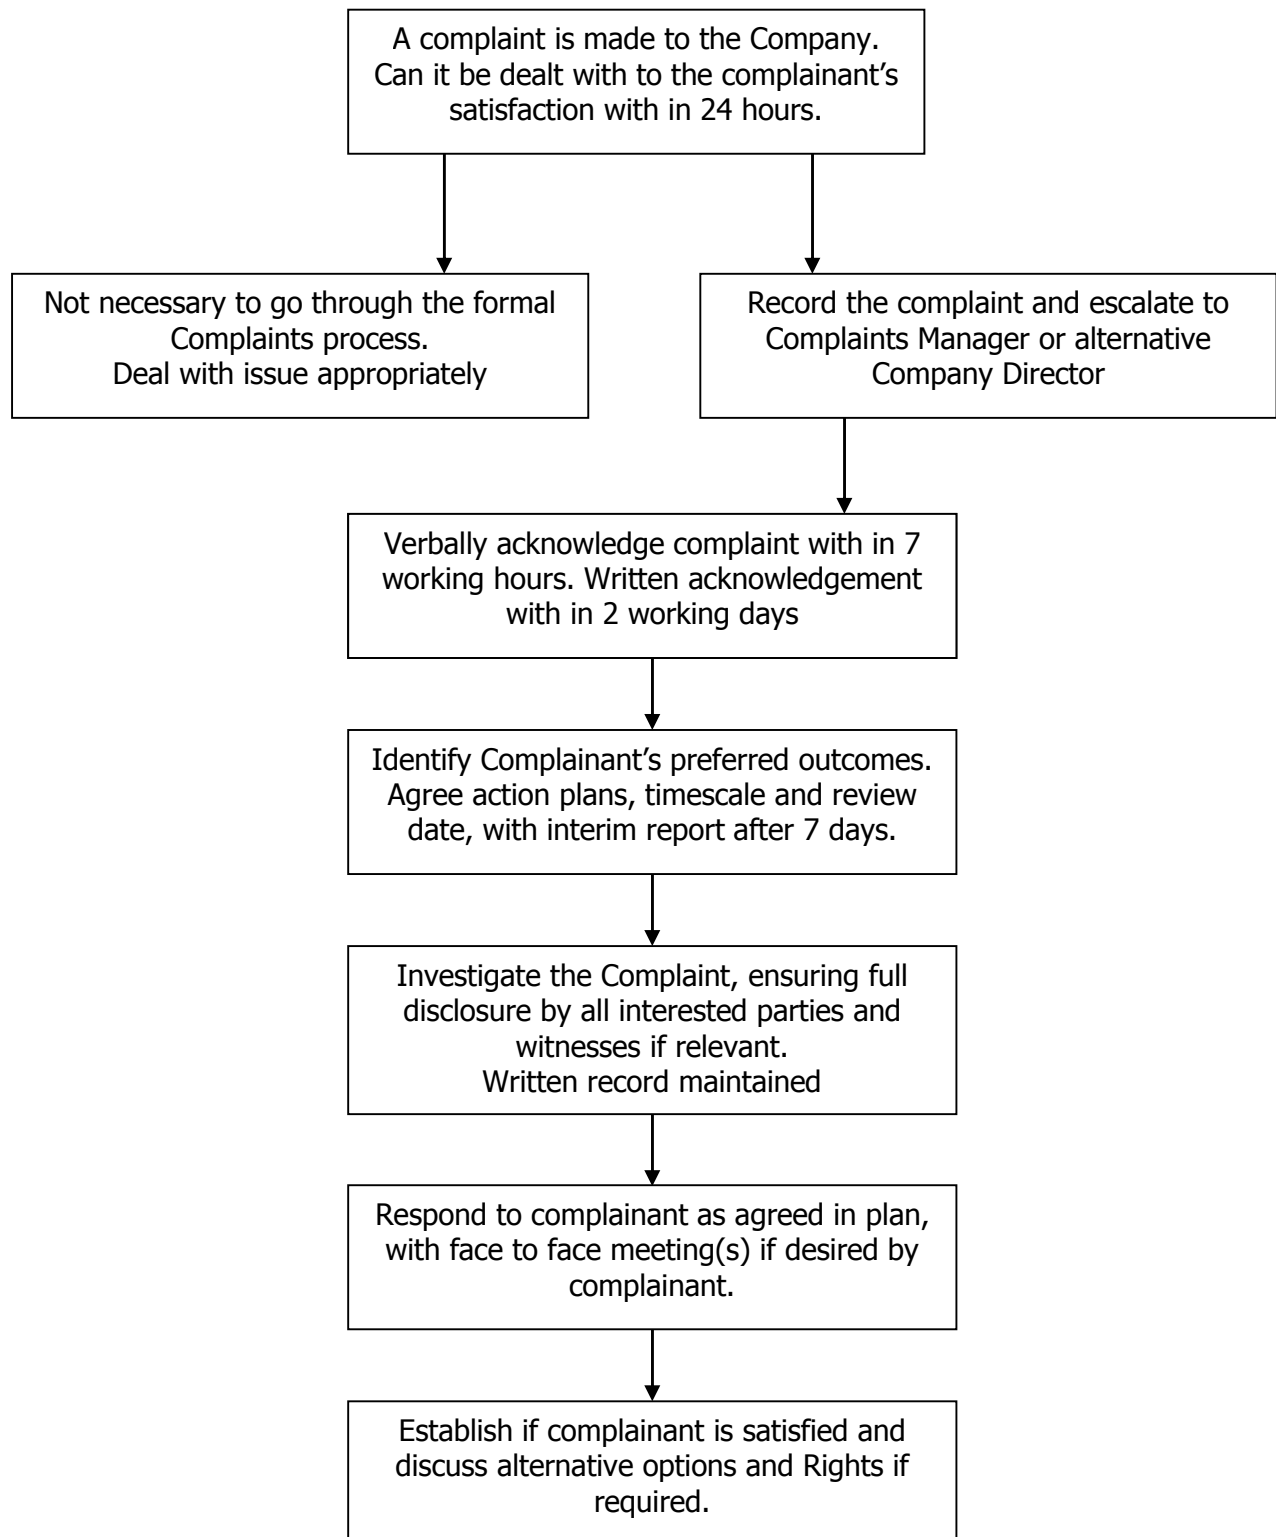 A complaint is made to the Company.
Can it be dealt with to the complainant’s
satisfaction with in 24 hours.
Not necessary to go through the formal
Complaints process.
Deal with issue appropriately
Record the complaint and escalate to
Complaints Manager or alternative
Company Director
Verbally acknowledge complaint with in 7
working hours. Written acknowledgement
with in 2 working days
Identify Complainant’s preferred outcomes.
Agree action plans, timescale and review
date, with interim report after 7 days.
Investigate the Complaint, ensuring full
disclosure by all interested parties and
witnesses if relevant.
Written record maintained
Respond to complainant as agreed in plan,
with face to face meeting(s) if desired by
complainant.
Establish if complainant is satisfied and
discuss alternative options and Rights if
required.